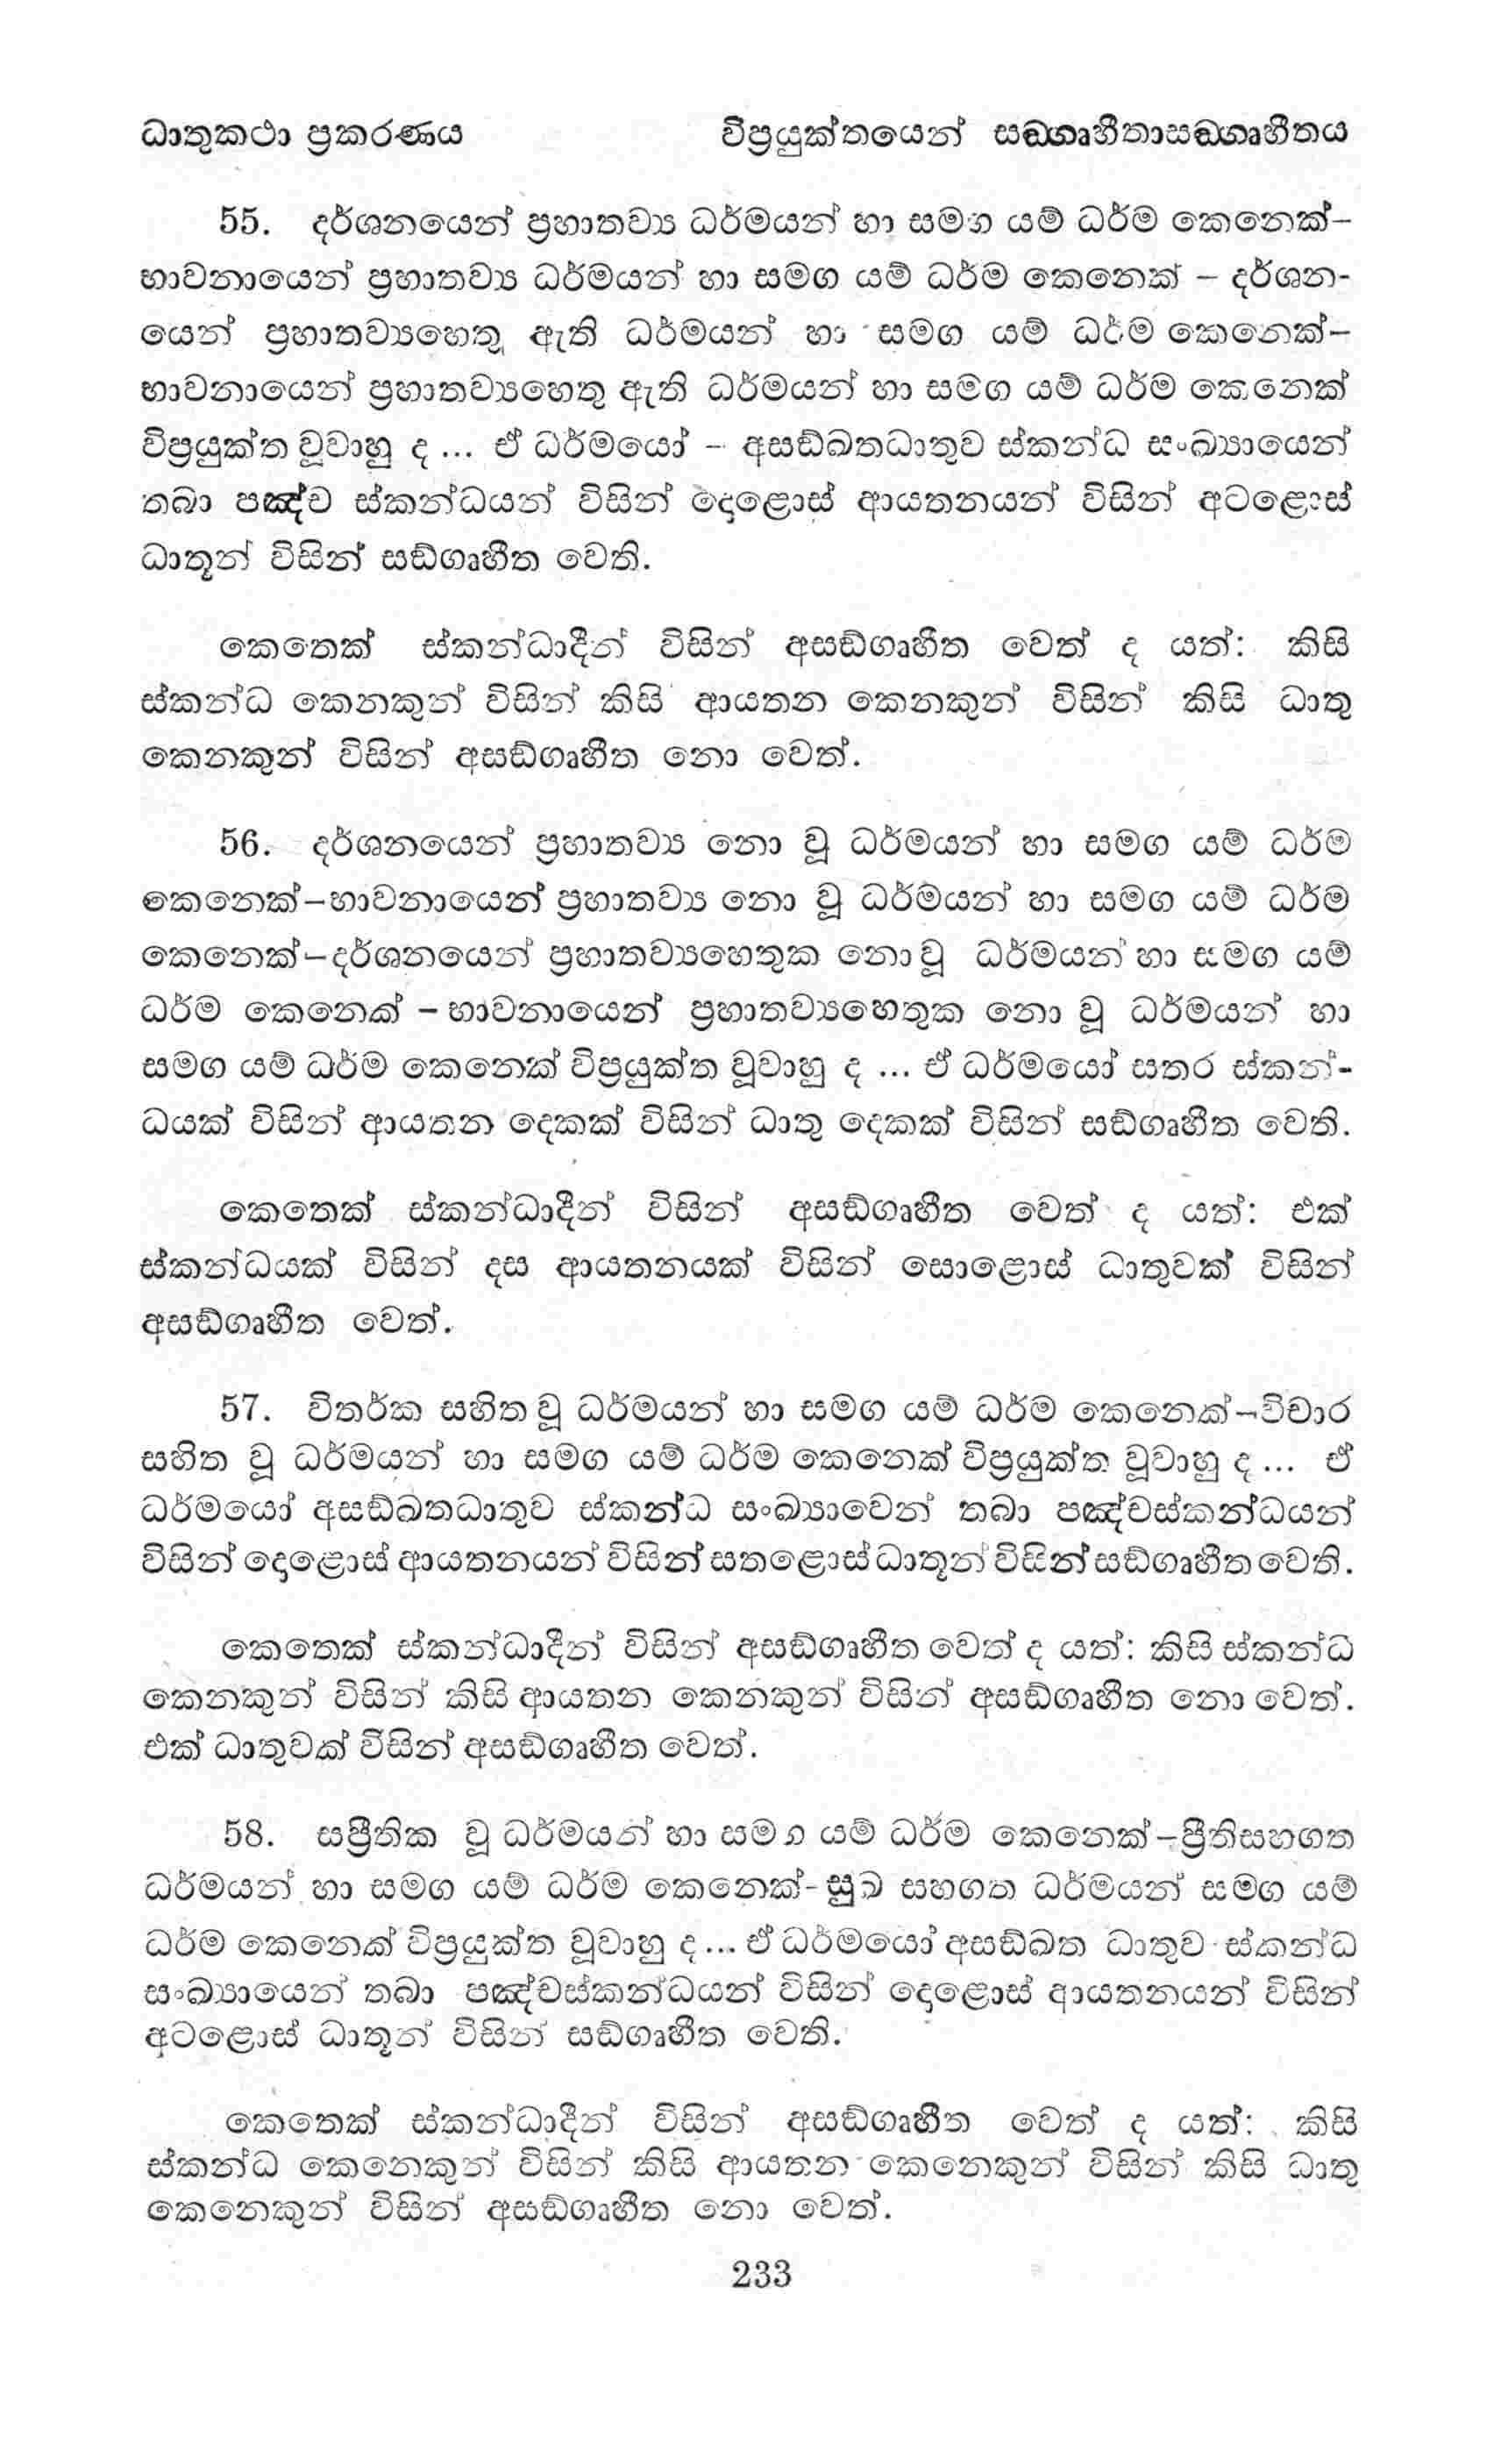 ධාතුකථා ප්‍රකරණය විප්‍රයුක්තයෙන් සඞ්ගෘහීතාසඞ්ගෘහීතය
55. දර්ශනයෙන් ප්‍රහාතව්‍ය ධර්මයන් හා සමග යම් ධර්ම කෙනෙක්–
භාවනායෙන් ප්‍රහාතව්‍ය ධර්මයන් හා සමග යම් ධර්ම කෙනෙක් – දර්ශන-
යෙන් ප්‍රහාතව්‍යහෙතු ඇති ධර්මයන් හා සමග යම් ධර්ම කෙනෙක්–
භාවනායෙන් ප්‍රහාතව්‍යහෙතු ඇති ධර්මයන් හා සමග යම් ධර්ම කෙනෙක්
විප්‍රයුක්ත වූවාහු ද ... ඒ ධර්මයෝ – අසඞ්ඛතධාතුව ස්කන්ධ සංඛ්‍යායෙන්
තබා පඤ්ච ස්කන්ධයන් විසින් දොළොස් ආයතනයන් විසින් අටළොස්
ධාතූන් විසින් සඞ්ගෘහීත වෙති.
කෙතෙක් ස්කන්ධාදීන් විසින් අසඞ්ගෘහීත වෙත් ද යත්: කිසි
ස්කන්ධ කෙනකුන් විසින් කිසි ආයතන කෙනකුන් විසින් කිසි ධාතු
කෙනකුන් විසින් අසඞ්ගෘහීත නො වෙත්.
56. දර්ශනයෙන් ප්‍රහාතව්‍ය නො වූ ධර්මයන් හා සමග යම් ධර්ම
කෙනෙක්–භාවනායෙන් ප්‍රහාතව්‍ය නො වූ ධර්මයන් හා සමග යම් ධර්ම
කෙනෙක්–දර්ශනයෙන් ප්‍රහාතව්‍යහෙතුක නො වූ ධර්මයන් හා සමග යම්
ධර්ම කෙනෙක් – භාවනායෙන් ප්‍රහාතව්‍යහෙතුක නො වූ ධර්මයන් හා
සමග යම් ධර්ම කෙනෙක් විප්‍රයුක්ත වූවාහු ද ... ඒ ධර්මයෝ සතර ස්කන්-
ධයක් විසින් ආයතන දෙකක් විසින් ධාතු දෙකක් විසින් සඞ්ගෘහීත වෙති.
කෙතෙක් ස්කන්ධාදීන් විසින් අසඞ්ගෘහීත වෙත් ද යත්: එක්
ස්කන්ධයක් විසින් දස ආයතනයක් විසින් සොළොස් ධාතුවක් විසින්
අසඞ්ගෘහීත වෙත්.
57. විතර්ක සහිත වූ ධර්මයන් හා සමග යම් ධර්ම කෙනෙක්–විචාර
සහිත වූ ධර්මයන් හා සමග යම් ධර්ම කෙනෙක් විප්‍රයුක්ත වූවාහු ද ... ඒ
ධර්මයෝ අසඞ්ඛතධාතුව ස්කන්ධ සංඛ්‍යාවෙන් තබා පඤ්චස්කන්ධයන්
විසින් දොළොස් ආයතනයන් විසින් සතළොස් ධාතූන් විසින් සඞ්ගෘහීත වෙති.
කෙතෙක් ස්කන්ධාදීන් විසින් අසඞ්ගෘහීත වෙත් ද යත්: කිසි ස්කන්ධ
කෙනකුන් විසින් කිසි ආයතන කෙනකුන් විසින් අසඞ්ගෘහීත නො වෙත්.
එක් ධාතුවක් විසින් අසඞ්ගෘහීත වෙත්.
58. සප්‍රීතික වූ ධර්මයන් හා සමග යම් ධර්ම කෙනෙක්–ප්‍රීතිසහගත
ධර්මයන් හා සමග යම් ධර්ම කෙනෙක්-සුඛ සහගත ධර්මයන් සමග යම්
ධර්ම කෙනෙක් විප්‍රයුක්ත වූවාහු ද ... ඒ ධර්මයෝ අසඞ්ඛත ධාතුව ස්කන්ධ
සංඛ්‍යායෙන් තබා පඤ්චස්කන්ධයන් විසින් දොළොස් ආයතනයන් විසින්
අටළොස් ධාතූන් විසින් සඞ්ගෘහීත වෙති.
කෙතෙක් ස්කන්ධාදීන් විසින් අසඞ්ගෘහීත වෙත් ද යත්: කිසි
ස්කන්ධ කෙනෙකුන් විසින් කිසි ආයතන කෙනෙකුන් විසින් කිසි ධාතු
කෙනෙකුන් විසින් අසඞ්ගෘහීත නො වෙත්.
233